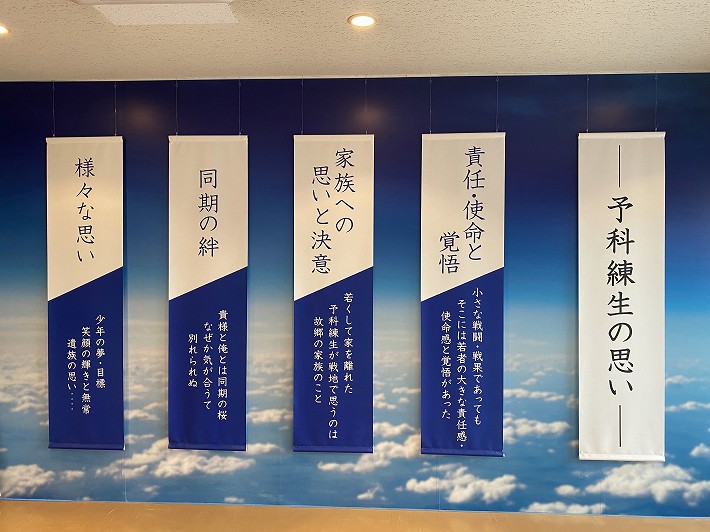 ―予科練生の思い―
責任・使命と
覚悟
小さな戦闘・戦果であっても
そこには若者の大きな責任感・
使命感と覚悟があった
家族への
思いと決意
若くして家を離れた
予科練生が戦地で思うのは
故郷の家族のこと
同期の絆
貴様と俺とは同期の桜
なぜか気が合うて
別れられぬ
様々な思い
少年の夢・目標
笑顔の輝きと無常
遺族の思い‥‥